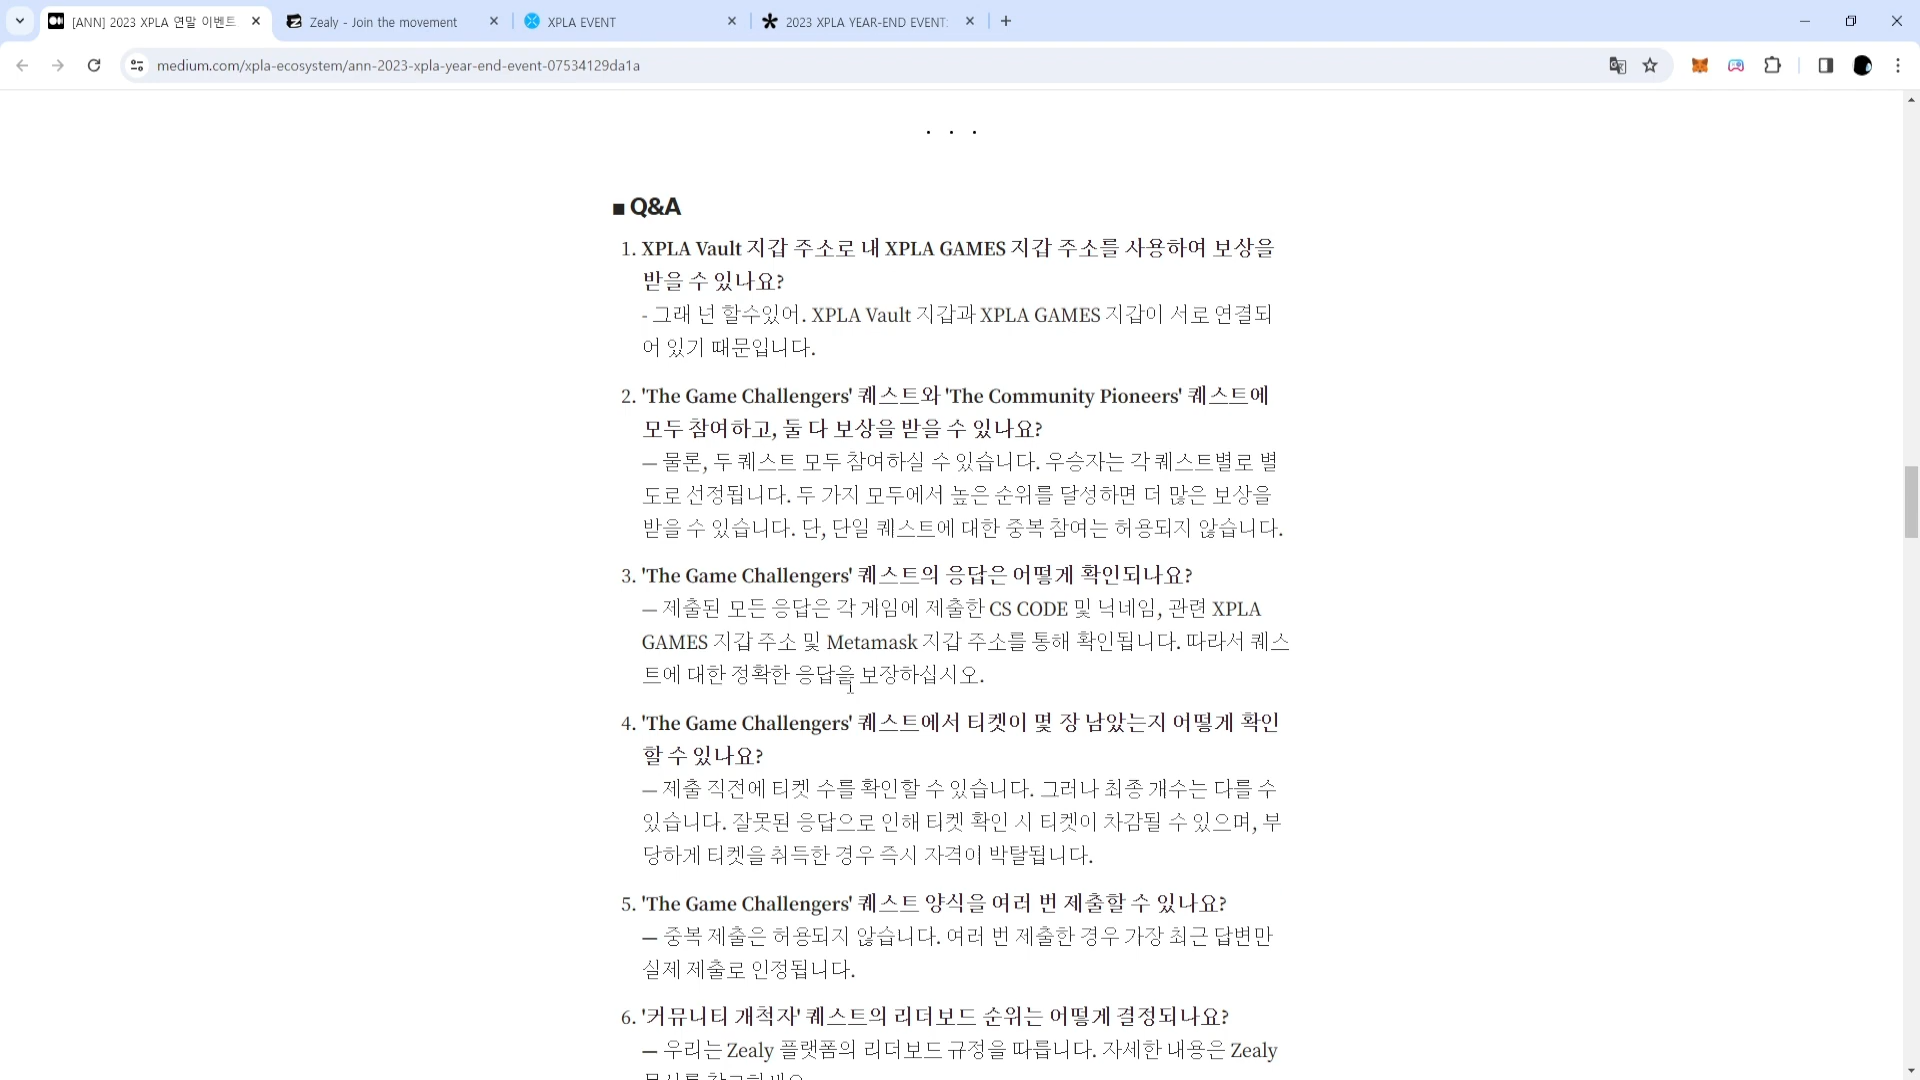 [ANN] 2023 XPLA 연말 이벤트
Zealy - Join the movement
XPLA EVENT
2023 XPLA YEAR-END EVENT:
medium.com/xpla-ecosystem/ann-2023-xpla-year-end-event-07534129da1a
. . .
■ Q&A
1. XPLA Vault 지갑 주소로 내 XPLA GAMES 지갑 주소를 사용하여 보상을
받을 수 있나요?
- 그래 넌 할수있어. XPLA Vault 지갑과 XPLA GAMES 지갑이 서로 연결되
어 있기 때문입니다.
2. 'The Game Challengers' 퀘스트와 'The Community Pioneers' 퀘스트에
모두 참여하고, 둘 다 보상을 받을 수 있나요?
— 물론, 두 퀘스트 모두 참여하실 수 있습니다. 우승자는 각 퀘스트별로 별
도로 선정됩니다. 두 가지 모두에서 높은 순위를 달성하면 더 많은 보상을
받을 수 있습니다. 단, 단일 퀘스트에 대한 중복 참여는 허용되지 않습니다.
3. 'The Game Challengers' 퀘스트의 응답은 어떻게 확인되나요?
— 제출된 모든 응답은 각 게임에 제출한 CS CODE 및 닉네임, 관련 XPLA
GAMES 지갑 주소 및 Metamask 지갑 주소를 통해 확인됩니다. 따라서 퀘스
트에 대한 정확한 응답을 보장하십시오.
4. 'The Game Challengers' 퀘스트에서 티켓이 몇 장 남았는지 어떻게 확인
할 수 있나요?
— 제출 직전에 티켓 수를 확인할 수 있습니다. 그러나 최종 개수는 다를 수
있습니다. 잘못된 응답으로 인해 티켓 확인 시 티켓이 차감될 수 있으며, 부
당하게 티켓을 취득한 경우 즉시 자격이 박탈됩니다.
5. 'The Game Challengers' 퀘스트 양식을 여러 번 제출할 수 있나요?
— 중복 제출은 허용되지 않습니다. 여러 번 제출한 경우 가장 최근 답변만
실제 제출로 인정됩니다.
6. '커뮤니티 개척자' 퀘스트의 리더보드 순위는 어떻게 결정되나요?
— 우리는 Zealy 플랫폼의 리더보드 규정을 따릅니다. 자세한 내용은 Zealy